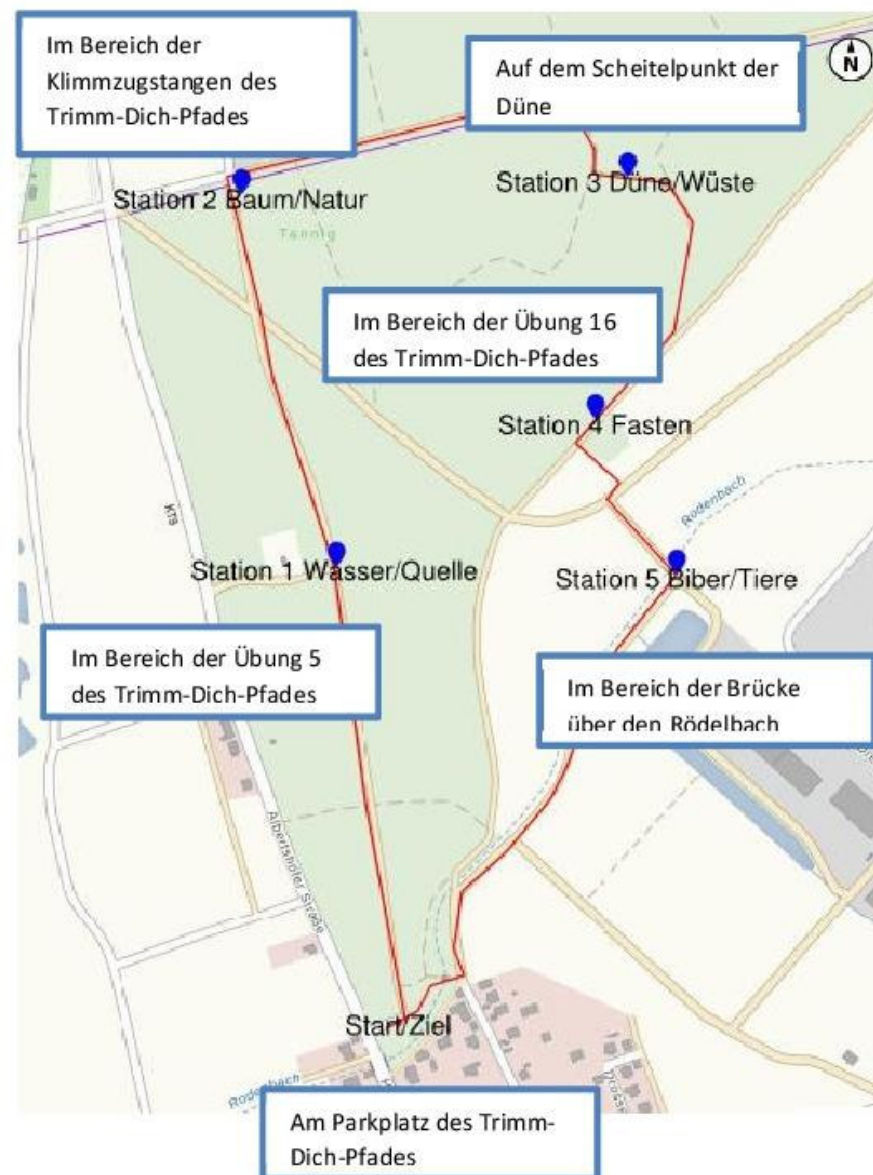 Im Bereich der
Klimmzugstangen des
Trimm-Dich-Pfades
Auf dem Scheitelpunkt der
Düne
N
Station 2 Baum/Natur
Station 3 Düne/Wüste
Tännig
Im Bereich der Übung 16
des Trimm-Dich-Pfades
Station 4 Fasten
Rodenbach
Station 1 Wasser/Quelle
Station 5 Biber/Tiere
Im Bereich der Übung 5
des Trimm-Dich-Pfades
Im Bereich der Brücke
über den Rödelbach
Albertshofer Straße
Start/Ziel
Rodenbach
Am Parkplatz des Trimm-
Dich-Pfades